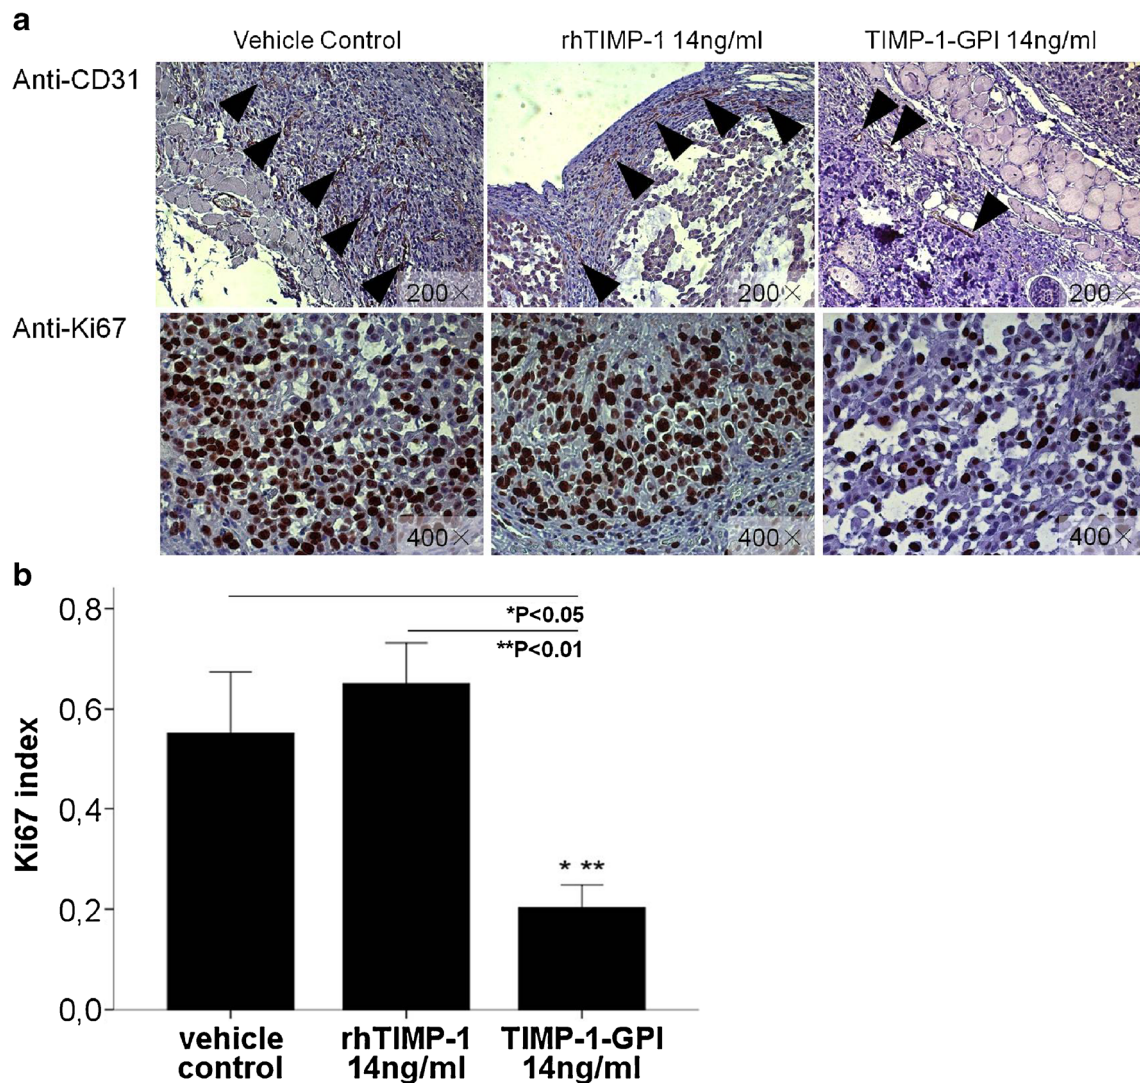 a
Vehicle Control rhTIMP-1 14ng/ml TIMP-1-GPI 14ng/ml
Anti-CD31
200× 200× 200×
Anti-Ki67
400× 400× 400×
b
Ki67 index
0,8
0,6
0,4
0,2
0,0
*P<0.05
**P<0.01
* **
vehicle control
rhTIMP-1 14ng/ml
TIMP-1-GPI 14ng/ml